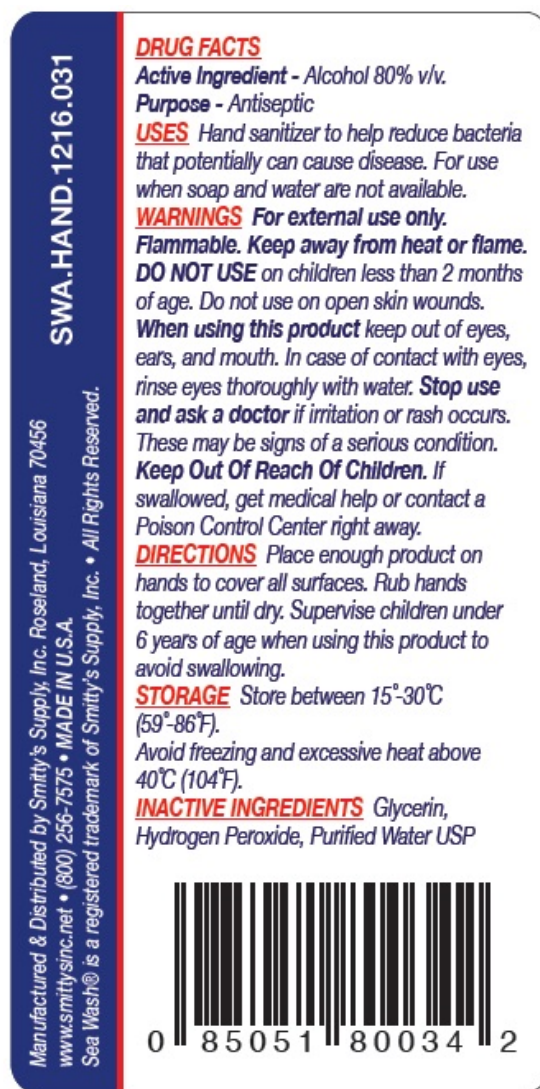 DRUG FACTS
Active Ingredient - Alcohol 80% v/v.
Purpose - Antiseptic
USES Hand sanitizer to help reduce bacteria
that potentially can cause disease. For use
when soap and water are not available.
WARNINGS For external use only.
Flammable. Keep away from heat or flame.
DO NOT USE on children less than 2 months
of age. Do not use on open skin wounds.
When using this product keep out of eyes,
ears, and mouth. In case of contact with eyes,
rinse eyes thoroughly with water. Stop use
and ask a doctor if irritation or rash occurs.
These may be signs of a serious condition.
Keep Out Of Reach Of Children. If
swallowed, get medical help or contact a
Poison Control Center right away.
DIRECTIONS Place enough product on
hands to cover all surfaces. Rub hands
together until dry. Supervise children under
6 years of age when using this product to
avoid swallowing.
STORAGE Store between 15°-30°C
(59°-86°F).
Avoid freezing and excessive heat above
40°C (104°F).
INACTIVE INGREDIENTS Glycerin,
Hydrogen Peroxide, Purified Water USP
0 85051 80034 2
SWA.HAND.1216.031
Manufactured & Distributed by Smitty's Supply, Inc. Roseland, Louisiana 70456
www.smittysinc.net • (800) 256-7575 • MADE IN U.S.A.
Sea Wash® is a registered trademark of Smitty's Supply, Inc. • All Rights Reserved.